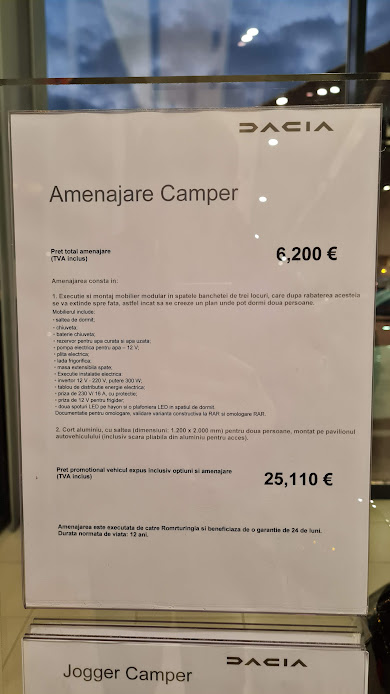 DACIA
Amenajare Camper
Pret total amenajare
(TVA inclus)
6,200 €
Amenajarea consta in:
1. Executie si montaj mobilier modular in spatele banchetei de trei locuri, care dupa rabaterea acesteia
se va extinde spre fata, astfel incat sa se creeze un plan unde pot dormi doua persoane.
Mobilierul include:
- saltea de dormit;
- chiuveta;
- baterie chiuveta;
- rezervor pentru apa curata si apa uzata;
- pompa electrica pentru apa – 12 V;
- plita electrica;
- lada frigorifica;
- masa extensibila spate;
- Executie instalatie electrica:
- invertor 12 V - 220 V, putere 300 W;
- tablou de distributie energie electrica;
- priza de 230 V/ 16 A, cu protectie;
- priza de 12 V pentru frigider;
- doua spoturi LED pe hayon si o plafoniera LED in spatiul de dormit.
Documentatie pentru omologare, validare varianta constructiva la RAR si omologare RAR.
2. Cort aluminiu, cu saltea (dimensiuni: 1.200 x 2.000 mm) pentru doua persoane, montat pe pavilionul
autovehiculului (inclusiv scara pliabila din aluminiu pentru acces).
Pret promotional vehicul expus inclusiv optiuni si amenajare
(TVA inclus)
25,110 €
Amenajarea este executata de catre Romturingia si beneficiaza de o garantie de 24 de luni.
Durata normata de viata: 12 ani.
DACIA
Jogger Camper